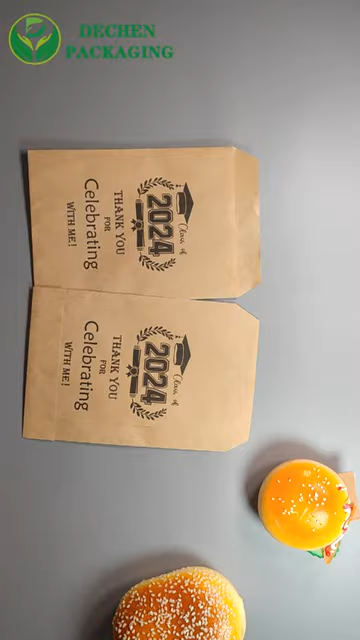 DECHEN
PACKAGING
Class of
2024
THANK YOU
FOR
Celebrating
WITH ME!
Class of
2024
THANK YOU
FOR
Celebrating
WITH ME!